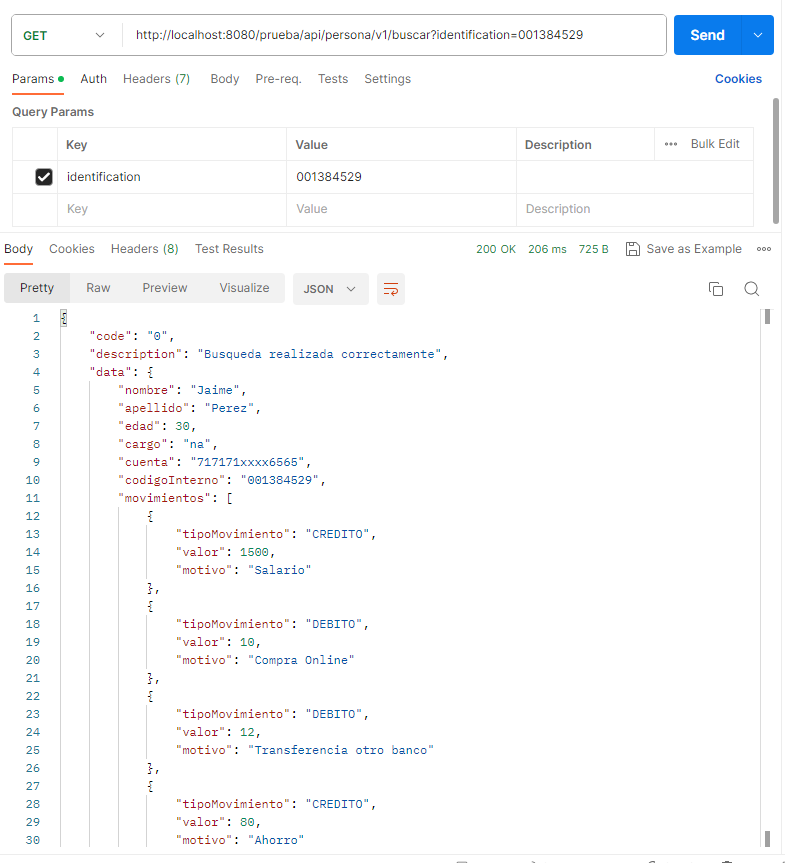 GET http://localhost:8080/prueba/api/persona/v1/buscar?identification=001384529 Send
Params Auth Headers (7) Body Pre-req. Tests Settings Cookies
Query Params
Key Value Description ••• Bulk Edit
identification 001384529
Key Value Description
Body Cookies Headers (8) Test Results 200 OK 206 ms 725 B Save as Example •••
Pretty Raw Preview Visualize JSON
1 {
2 "code": "0",
3 "description": "Busqueda realizada correctamente",
4 "data": {
5 "nombre": "Jaime",
6 "apellido": "Perez",
7 "edad": 30,
8 "cargo": "na",
9 "cuenta": "717171xxxx6565",
10 "codigoInterno": "001384529",
11 "movimientos": [
12 {
13 "tipoMovimiento": "CREDITO",
14 "valor": 1500,
15 "motivo": "Salario"
16 },
17 {
18 "tipoMovimiento": "DEBITO",
19 "valor": 10,
20 "motivo": "Compra Online"
21 },
22 {
23 "tipoMovimiento": "DEBITO",
24 "valor": 12,
25 "motivo": "Transferencia otro banco"
26 },
27 {
28 "tipoMovimiento": "CREDITO",
29 "valor": 80,
30 "motivo": "Ahorro"